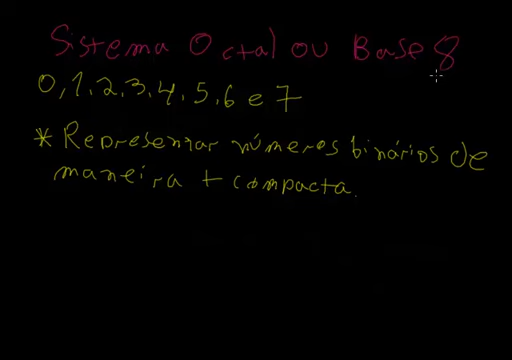 Sistema Octal ou Base 8
0, 1, 2, 3, 4, 5, 6 e 7
* Representar números binários de
maneira + compacta.